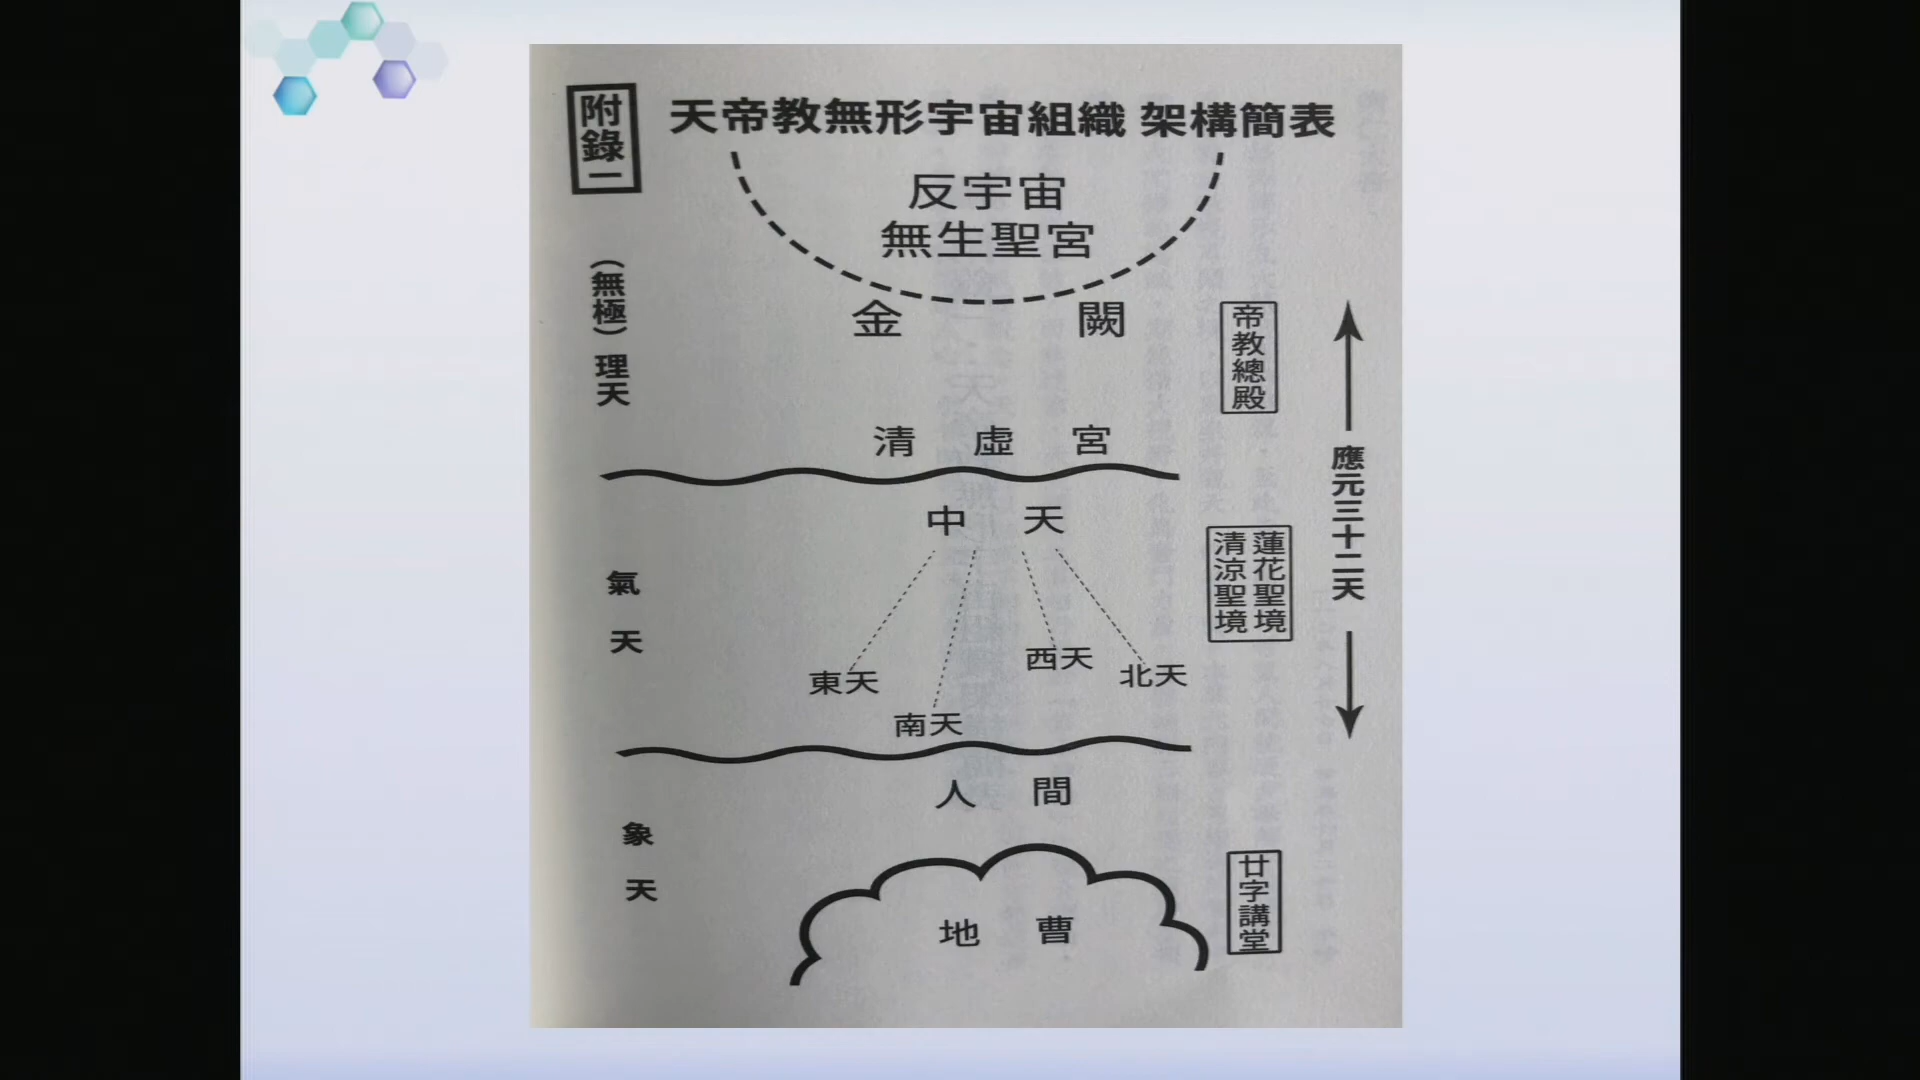 附錄一
天帝教無形宇宙組織 架構簡表
反宇宙
無生聖宮
(無極)理天
金闕
帝教總殿
清虛宮
應元三十二天
氣天
中天
蓮花聖境
清涼聖境
東天
南天
西天
北天
象天
人間
地曹
廿字講堂